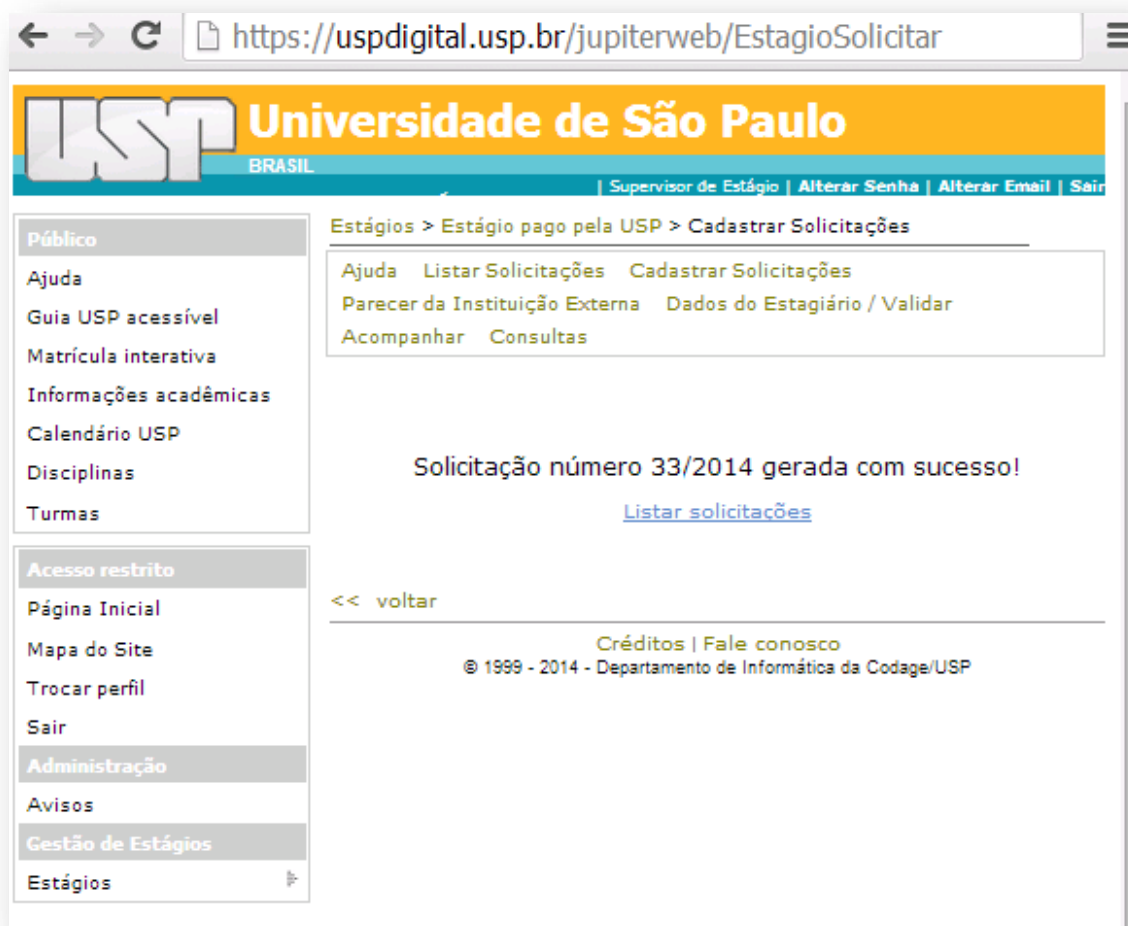 https://uspdigital.usp.br/jupiterweb/EstagioSolicitar
USP
Universidade de São Paulo
BRASIL
| Supervisor de Estágio | Alterar Senha | Alterar Email | Sair
Público
Ajuda
Guia USP acessível
Matrícula interativa
Informações acadêmicas
Calendário USP
Disciplinas
Turmas
Acesso restrito
Página Inicial
Mapa do Site
Trocar perfil
Sair
Administração
Avisos
Gestão de Estágios
Estágios
Estágios > Estágio pago pela USP > Cadastrar Solicitações
Ajuda Listar Solicitações Cadastrar Solicitações
Parecer da Instituição Externa Dados do Estagiário / Validar
Acompanhar Consultas
Solicitação número 33/2014 gerada com sucesso!
Listar solicitações
<< voltar
Créditos | Fale conosco
© 1999 - 2014 - Departamento de Informática da Codage/USP